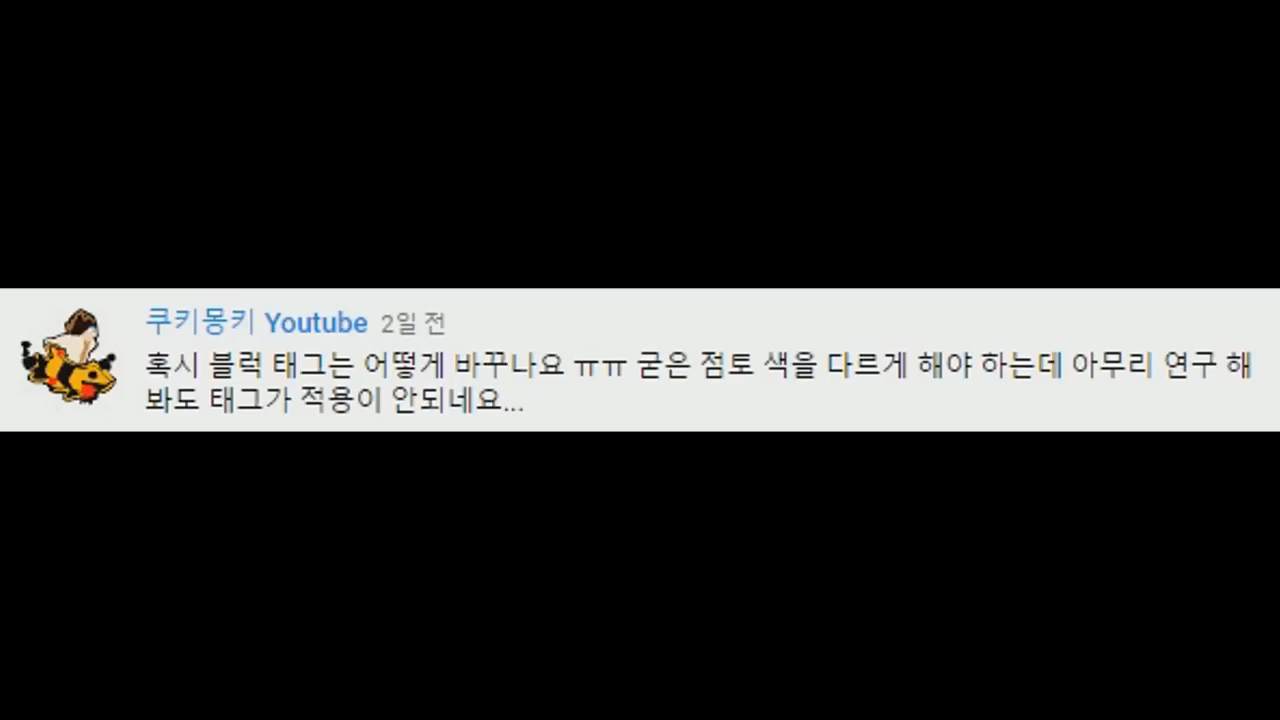 쿠키몽키 Youtube 2일 전
혹시 블럭 태그는 어떻게 바꾸나요 ㅠㅠ 굳은 점토 색을 다르게 해야 하는데 아무리 연구 해
봐도 태그가 적용이 안되네요...